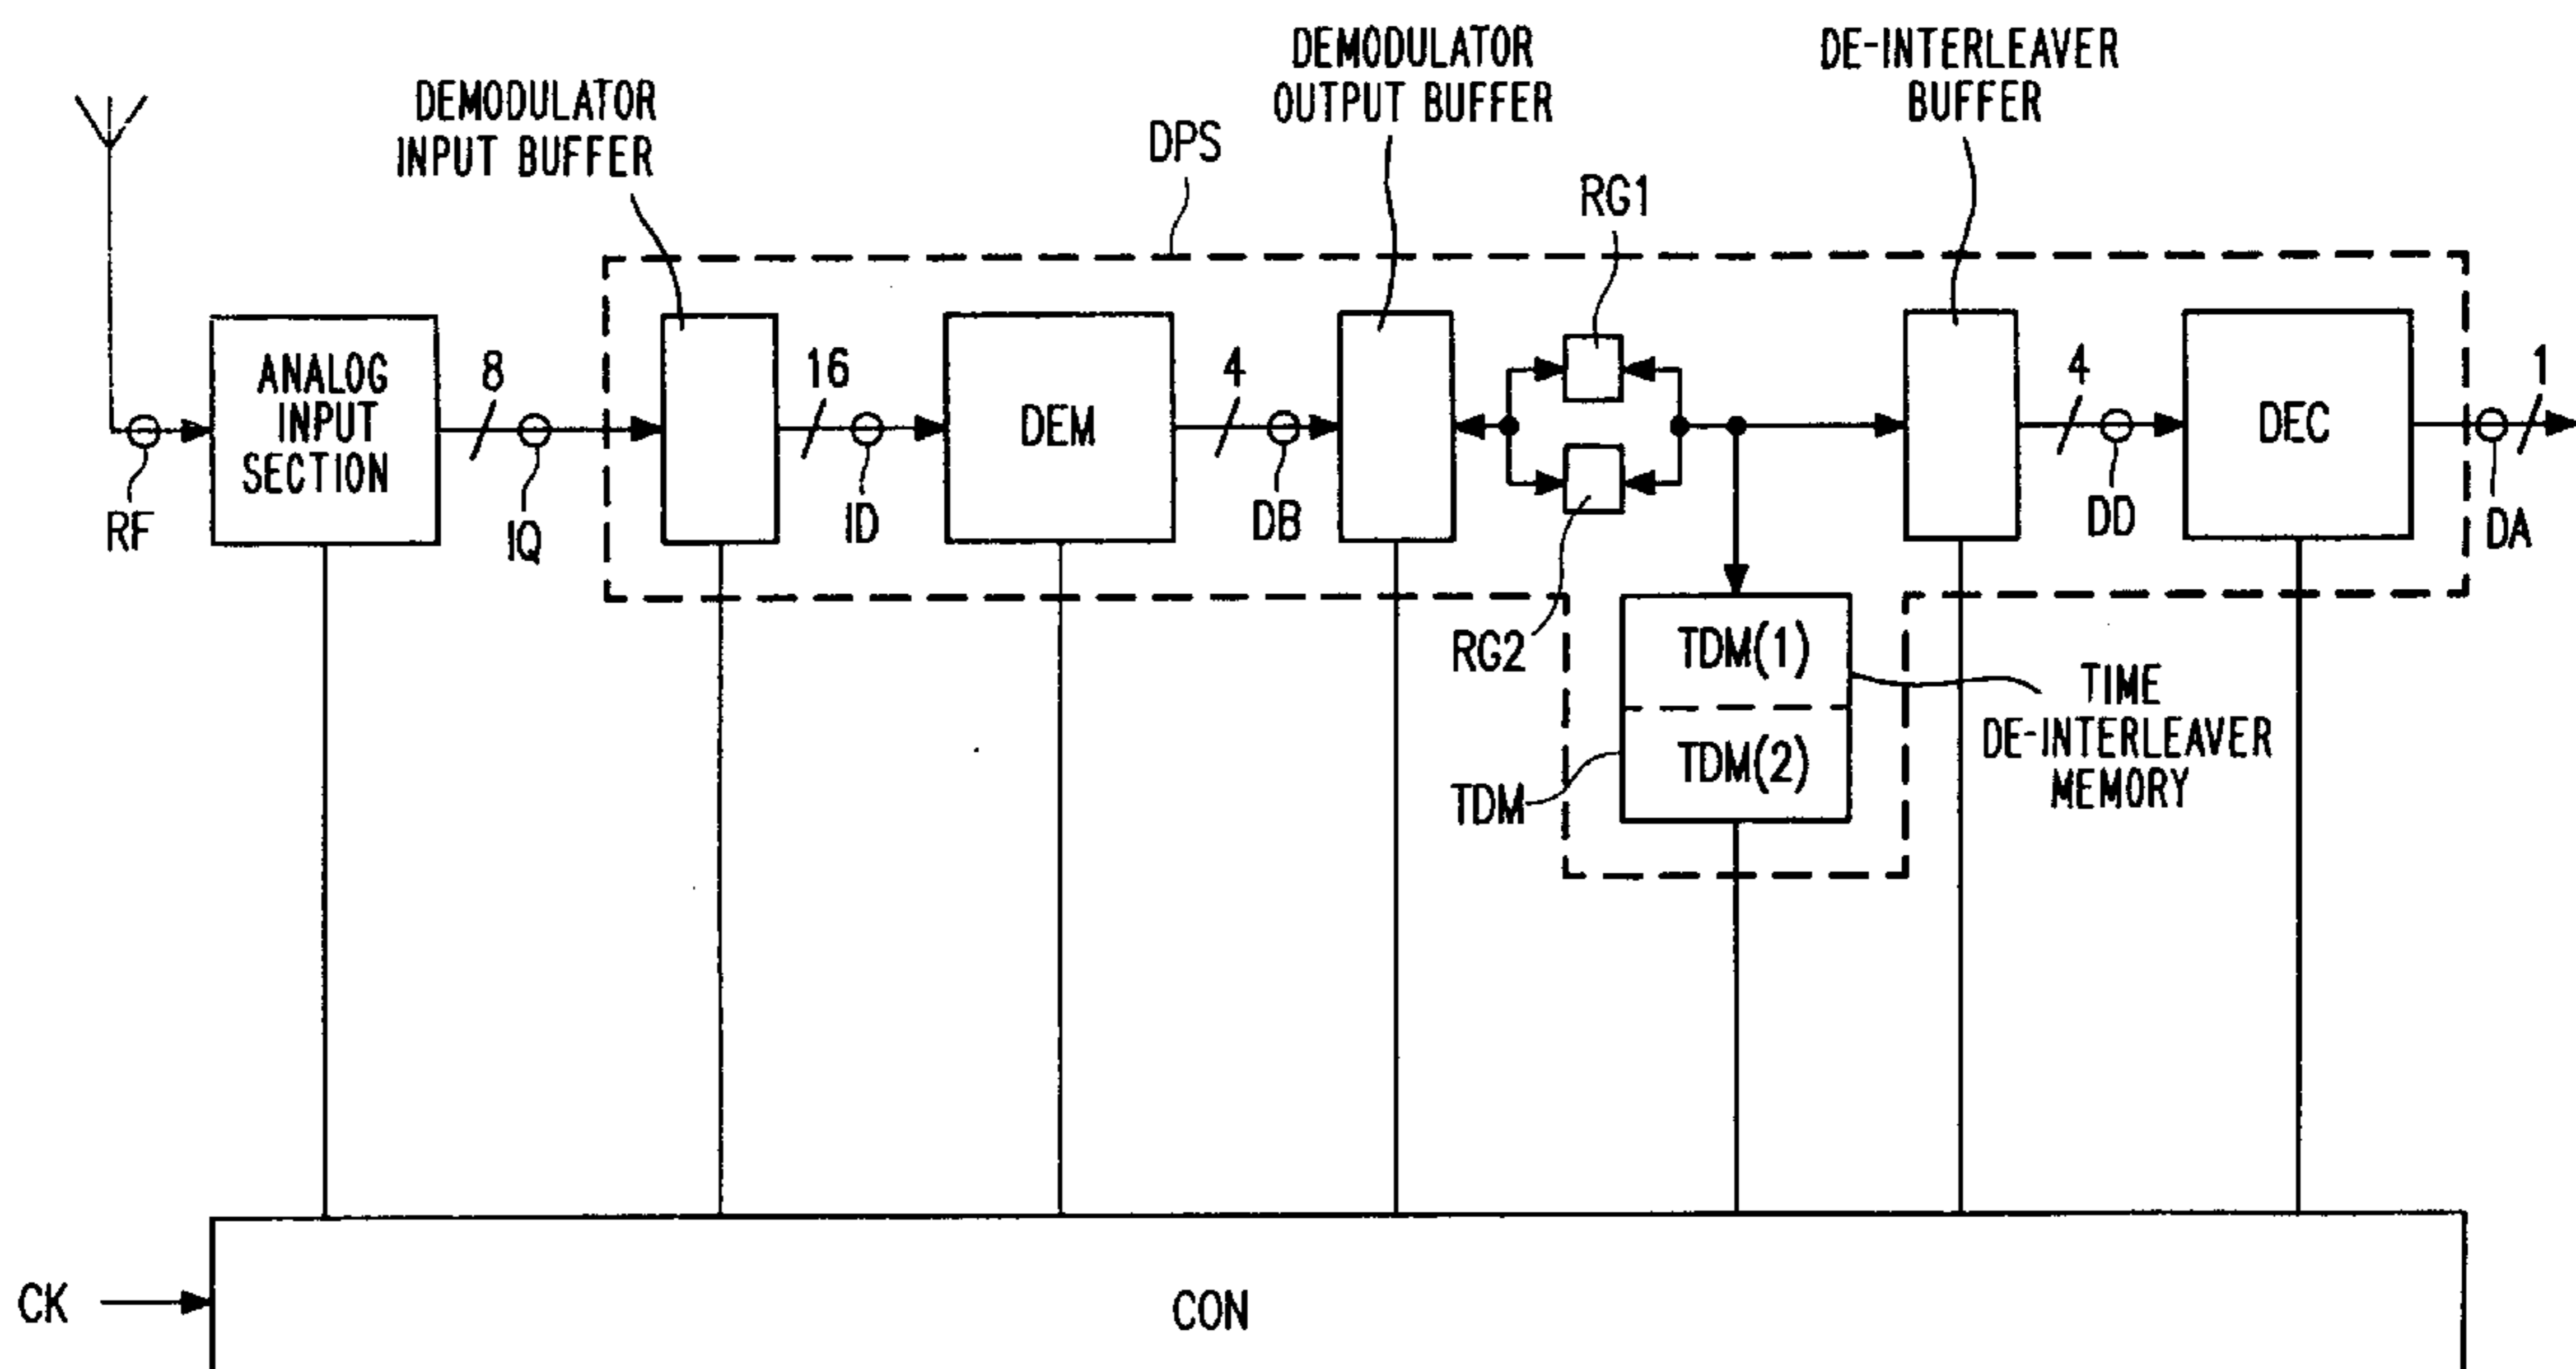 DEMODULATOR
INPUT BUFFER
DPS
DEMODULATOR
OUTPUT BUFFER
RG1
DE-INTERLEAVER
BUFFER
RF
ANALOG
INPUT
SECTION
8
IQ
16
ID
DEM
4
DB
RG2
4
DD
DEC
1
DA
TDM(1)
TDM(2)
TDM
TIME
DE-INTERLEAVER
MEMORY
CK
CON